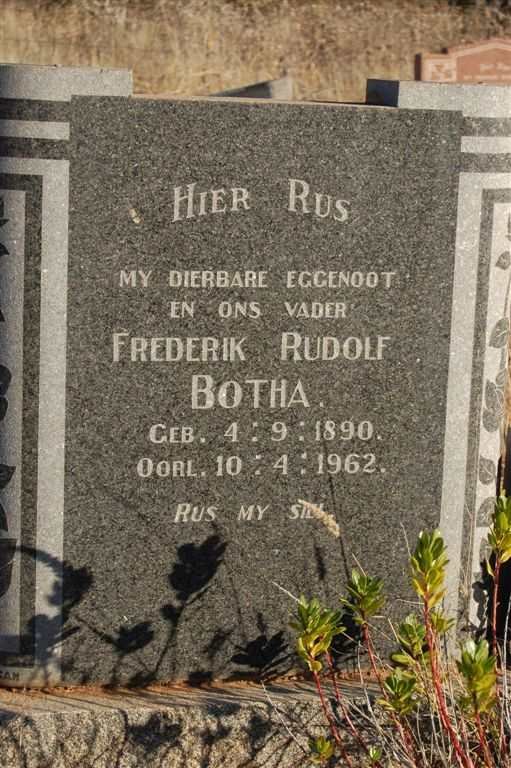 HIER RUS
MY DIERBARE EGGENOOT
EN ONS VADER
FREDERIK RUDOLF
BOTHA.
GEB. 4:9:1890.
OORL. 10:4:1962.
RUS MY